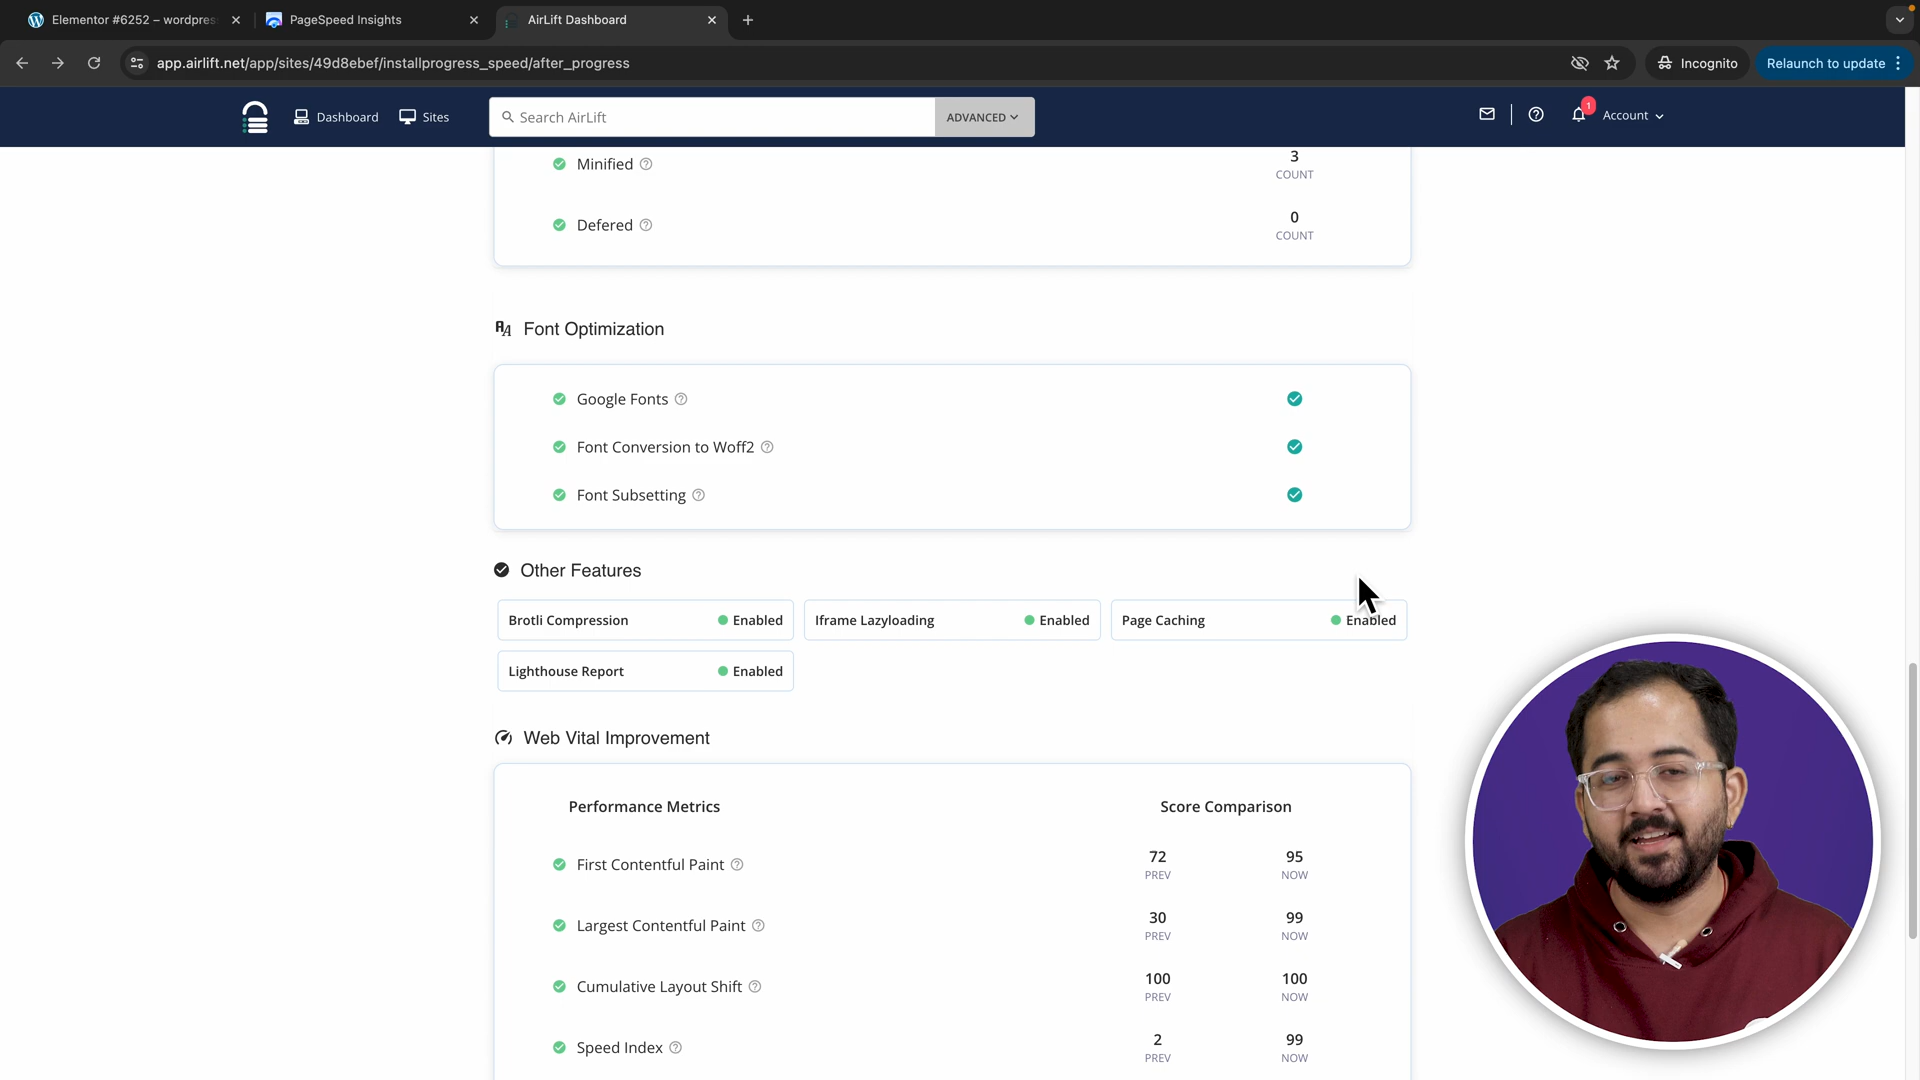 Elementor #6252 – wordpres
PageSpeed Insights
AirLift Dashboard
app.airlift.net/app/sites/49d8ebef/installprogress_speed/after_progress
Incognito
Relaunch to update
Dashboard
Sites
Search AirLift
ADVANCED
1
Account
Minified
3
COUNT
Defered
0
COUNT
Font Optimization
Google Fonts
Font Conversion to Woff2
Font Subsetting
Other Features
Brotli Compression
Enabled
Iframe Lazyloading
Enabled
Page Caching
Enabled
Lighthouse Report
Enabled
Web Vital Improvement
Performance Metrics
Score Comparison
First Contentful Paint
72
PREV
95
NOW
Largest Contentful Paint
30
PREV
99
NOW
Cumulative Layout Shift
100
PREV
100
NOW
Speed Index
2
PREV
99
NOW